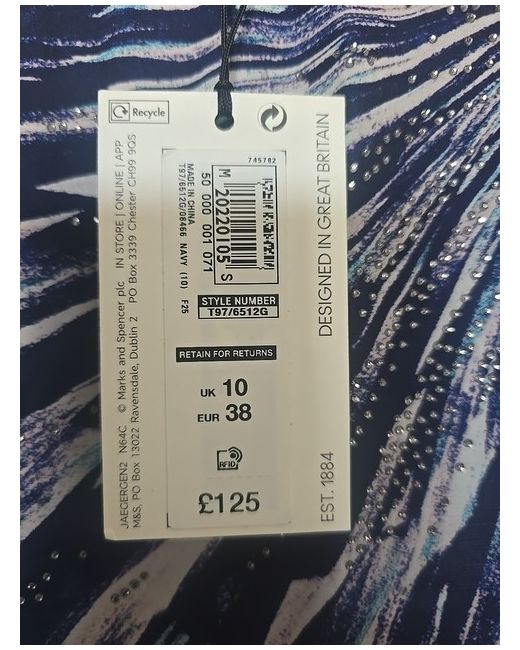 Recycle
745792
M 20220105 S
50 000 001 071
MADE IN CHINA
T97/6512G/08466 NAVY (10) F25
STYLE NUMBER
T97/6512G
RETAIN FOR RETURNS
UK 10
EUR 38
RFID
£125
JAEGERGEN2 N64C © Marks and Spencer plc IN STORE | ONLINE | APP
M&S, PO Box 13022 Ravensdale, Dublin 2 PO Box 3339 Chester CH99 9QS
EST. 1884 DESIGNED IN GREAT BRITAIN